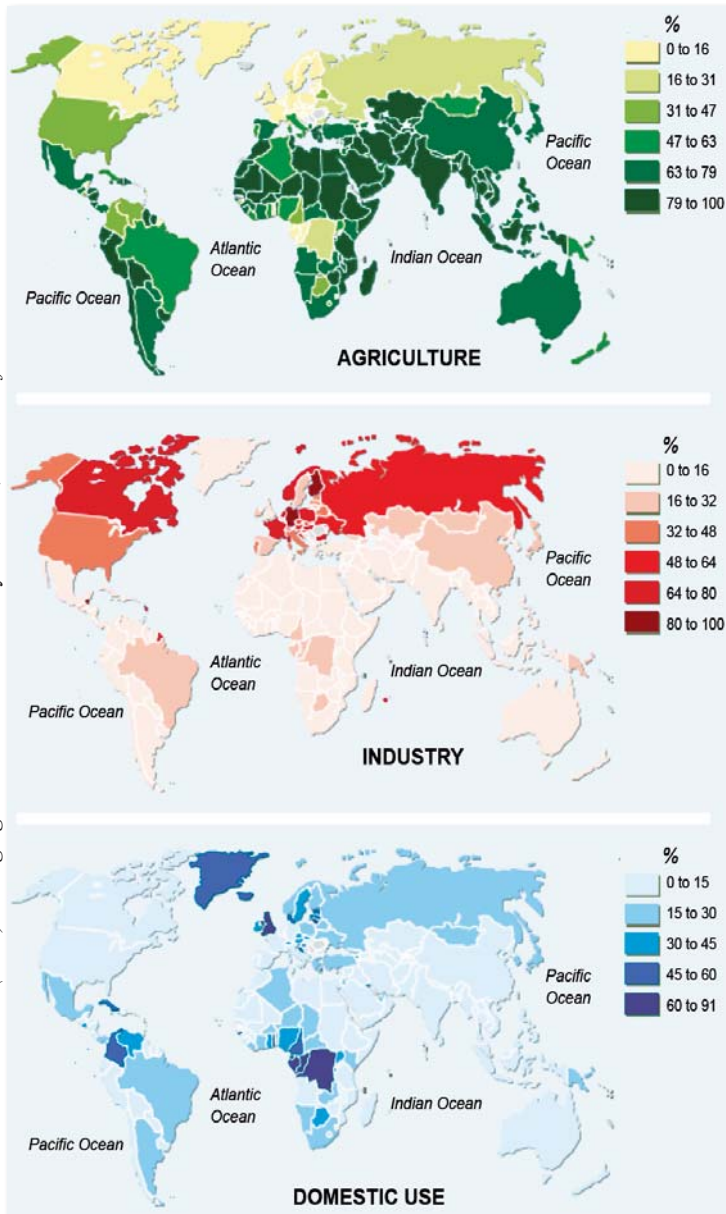 %
0 to 16
16 to 31
31 to 47
47 to 63
63 to 79
79 to 100
Pacific
Ocean
Atlantic
Ocean
Indian Ocean
Pacific Ocean
AGRICULTURE
%
0 to 16
16 to 32
32 to 48
48 to 64
64 to 80
80 to 100
Pacific
Ocean
Atlantic
Ocean
Indian Ocean
Pacific Ocean
INDUSTRY
%
0 to 15
15 to 30
30 to 45
45 to 60
60 to 91
Pacific
Ocean
Atlantic
Ocean
Indian Ocean
Pacific Ocean
DOMESTIC USE